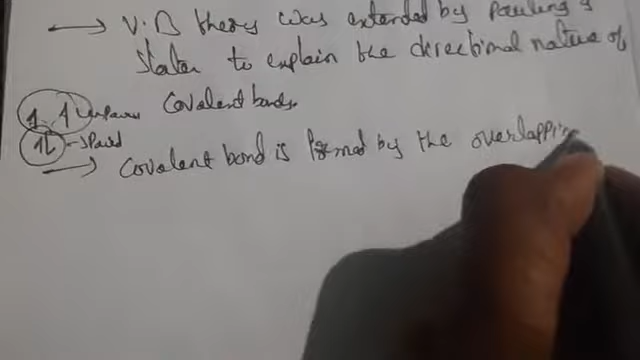 → V.B theory was extended by Pauling &
Slater to explain the directional nature of
Covalent bonds.
1, 1 unpaired
1L → Paired
→ Covalent bond is formed by the overlapping